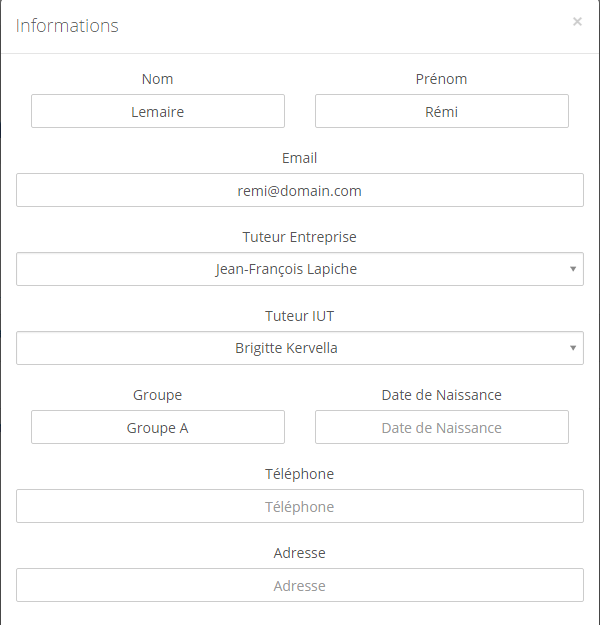 Informations ×
Nom Prénom
Lemaire Rémi
Email
remi@domain.com
Tuteur Entreprise
Jean-François Lapiche
Tuteur IUT
Brigitte Kervella
Groupe Date de Naissance
Groupe A Date de Naissance
Téléphone
Téléphone
Adresse
Adresse